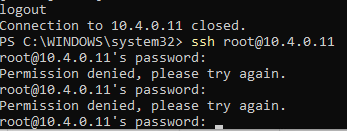 logout
Connection to 10.4.0.11 closed.
PS C:\WINDOWS\system32> ssh root@10.4.0.11
root@10.4.0.11's password:
Permission denied, please try again.
root@10.4.0.11's password:
Permission denied, please try again.
root@10.4.0.11's password: